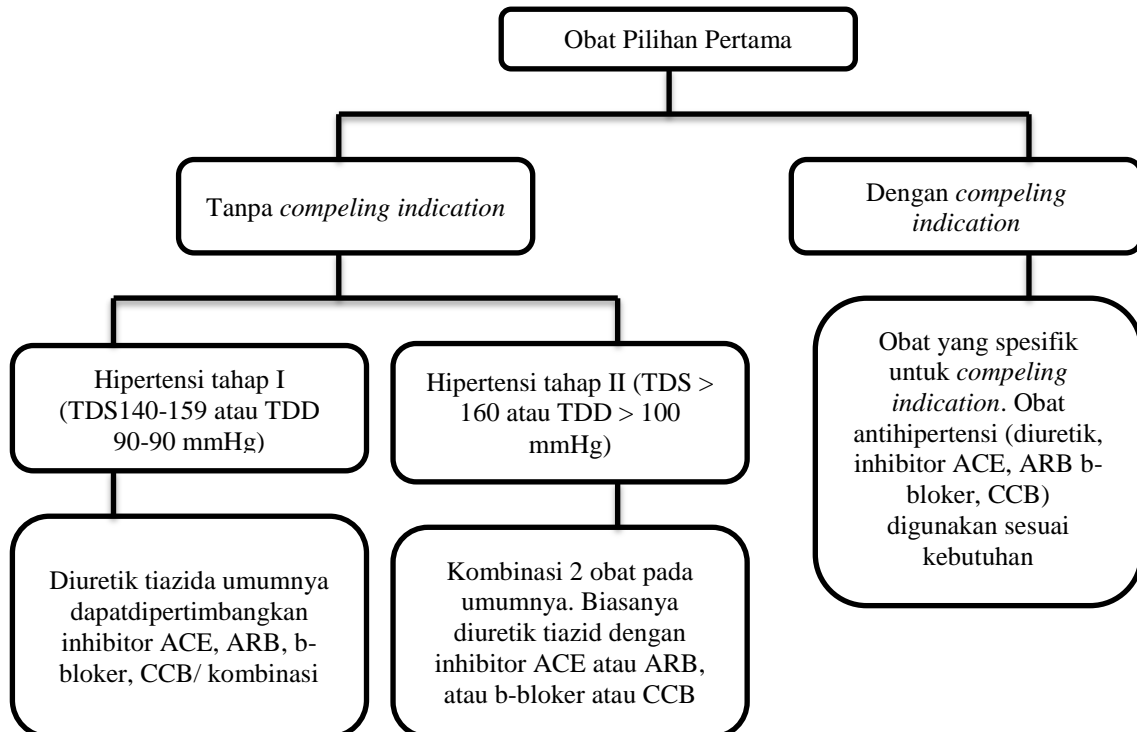 Obat Pilihan Pertama
Tanpa compeling indication
Dengan compeling
indication
Hipertensi tahap I
(TDS140-159 atau TDD
90-90 mmHg)
Hipertensi tahap II (TDS >
160 atau TDD > 100
mmHg)
Obat yang spesifik
untuk compeling
indication. Obat
antihipertensi (diuretik,
inhibitor ACE, ARB b-
bloker, CCB)
digunakan sesuai
kebutuhan
Diuretik tiazida umumnya
dapatdipertimbangkan
inhibitor ACE, ARB, b-
bloker, CCB/ kombinasi
Kombinasi 2 obat pada
umumnya. Biasanya
diuretik tiazid dengan
inhibitor ACE atau ARB,
atau b-bloker atau CCB